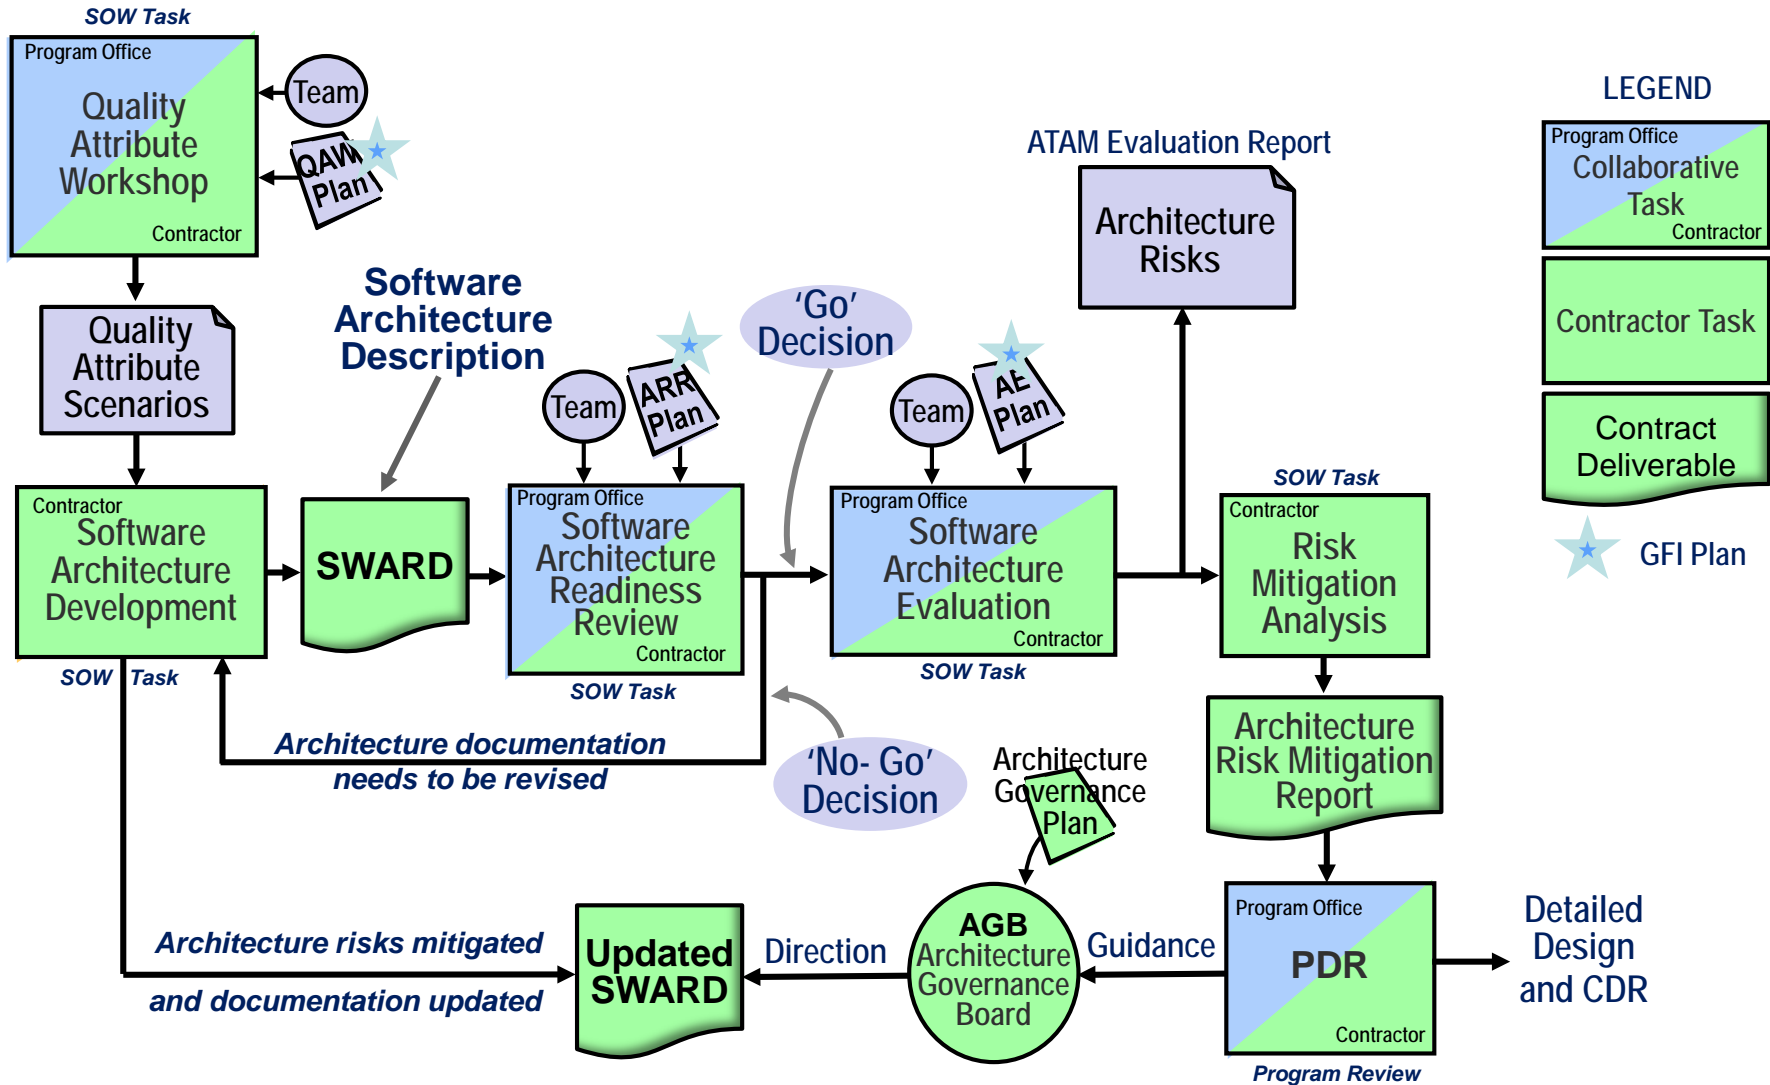 SOW Task
Program Office
Quality
Attribute
Workshop
Contractor
Team
QAW
Plan
Quality
Attribute
Scenarios
Contractor
Software
Architecture
Development
SOW Task
Software
Architecture
Description
SWARD
Team
ARR
Plan
Program Office
Software
Architecture
Readiness
Review
Contractor
SOW Task
'Go'
Decision
Architecture documentation
needs to be revised
'No- Go'
Decision
Team
AE
Plan
Program Office
Software
Architecture
Evaluation
Contractor
SOW Task
ATAM Evaluation Report
Architecture
Risks
SOW Task
Contractor
Risk
Mitigation
Analysis
Architecture
Risk Mitigation
Report
Program Office
PDR
Contractor
Program Review
Detailed
Design
and CDR
Guidance
Architecture
Governance
Plan
AGB
Architecture
Governance
Board
Direction
Updated
SWARD
Architecture risks mitigated
and documentation updated
LEGEND
Program Office
Collaborative
Task
Contractor
Contractor Task
Contract
Deliverable
GFI Plan